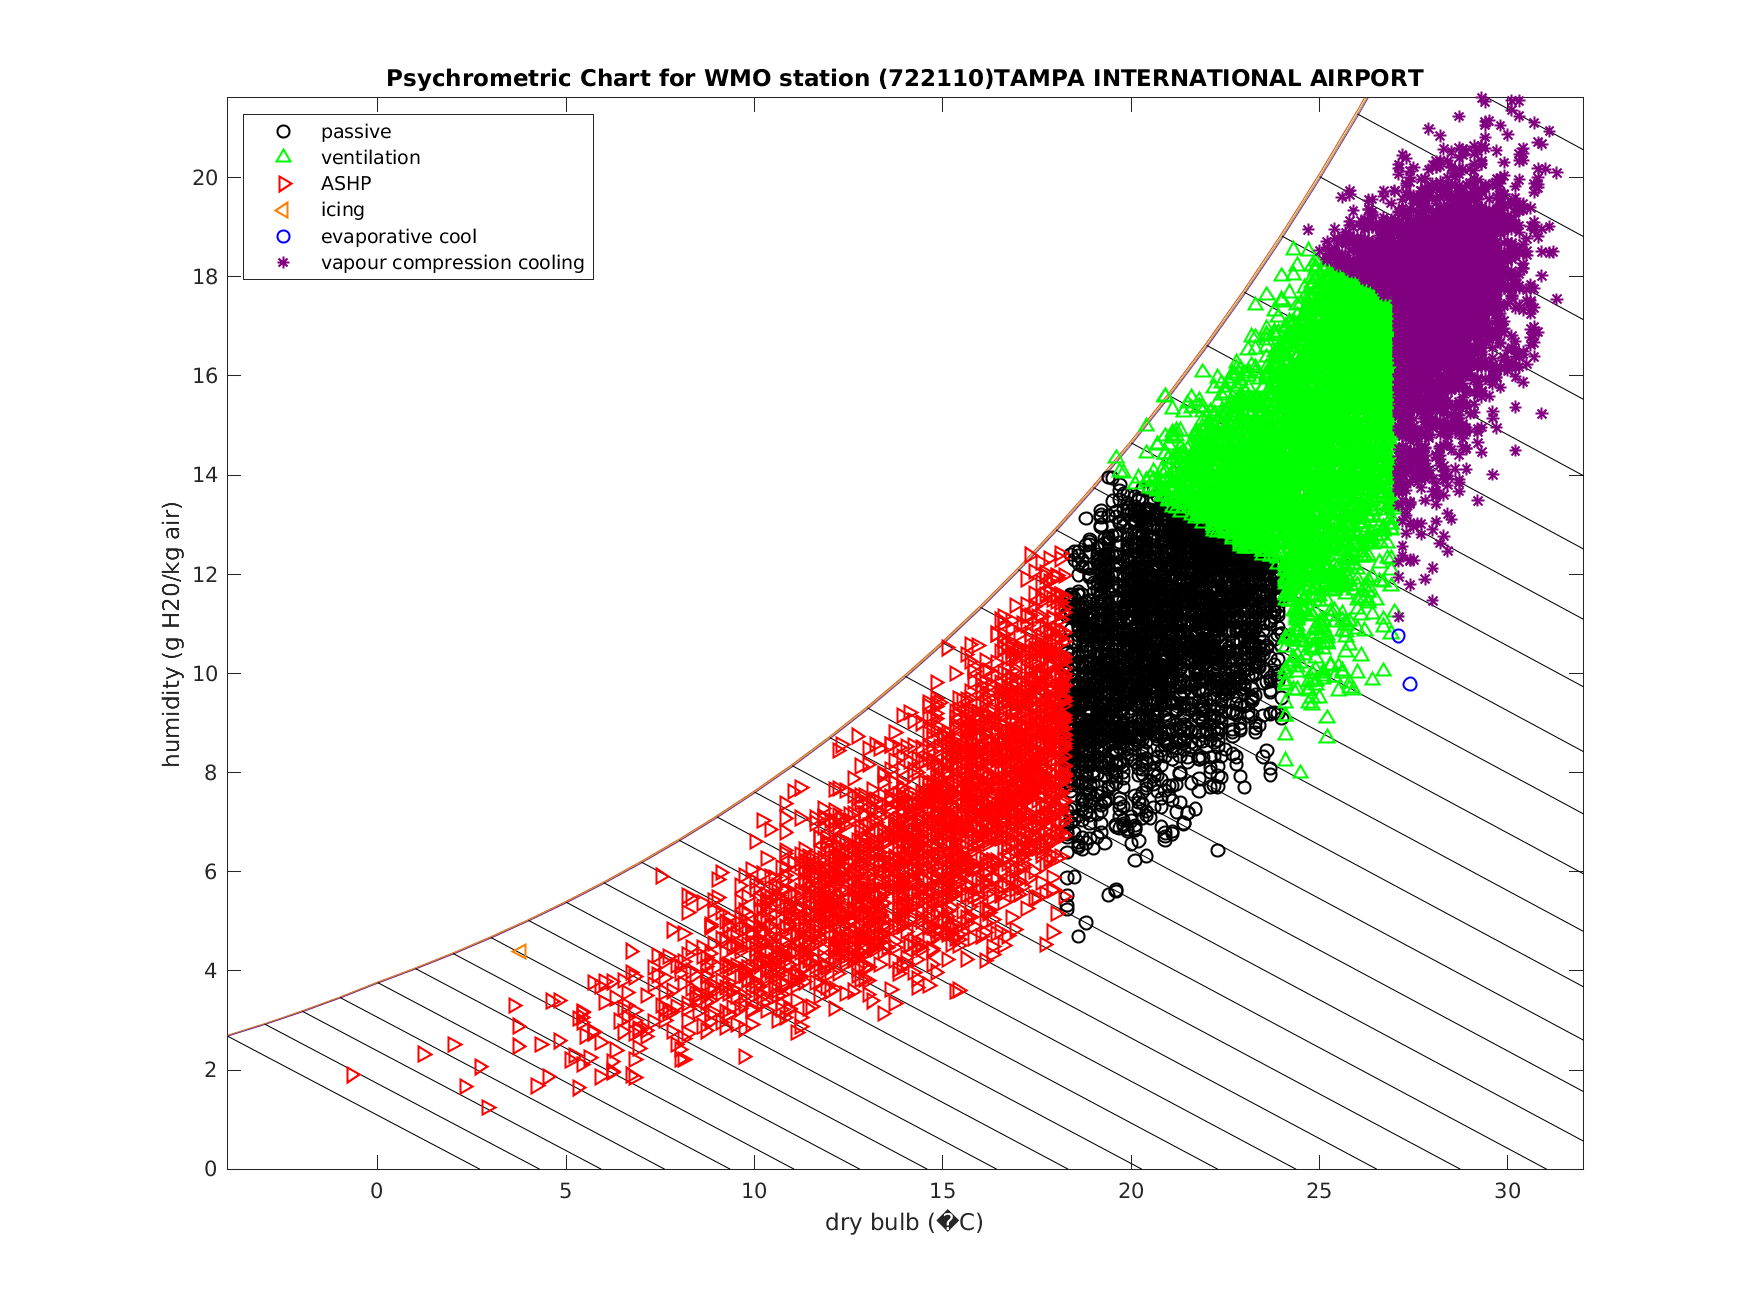 Psychrometric Chart for WMO station (722110)TAMPA INTERNATIONAL AIRPORT
passive
ventilation
ASHP
icing
evaporative cool
vapour compression cooling
humidity (g H20/kg air)
20
18
16
14
12
10
8
6
4
2
0
0 5 10 15 20 25 30
dry bulb (�C)